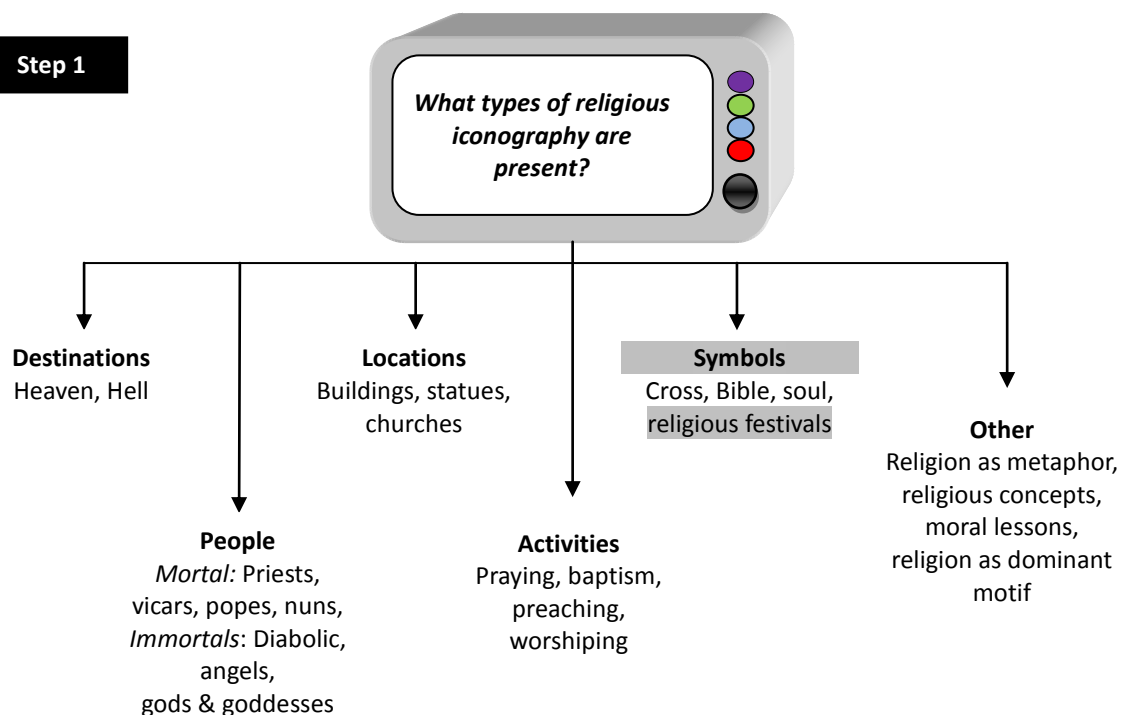 Step 1
What types of religious
iconography are
present?
Destinations
Heaven, Hell
Locations
Buildings, statues,
churches
Symbols
Cross, Bible, soul,
religious festivals
Other
Religion as metaphor,
religious concepts,
moral lessons,
religion as dominant
motif
People
Mortal: Priests,
vicars, popes, nuns,
Immortals: Diabolic,
angels,
gods & goddesses
Activities
Praying, baptism,
preaching,
worshiping